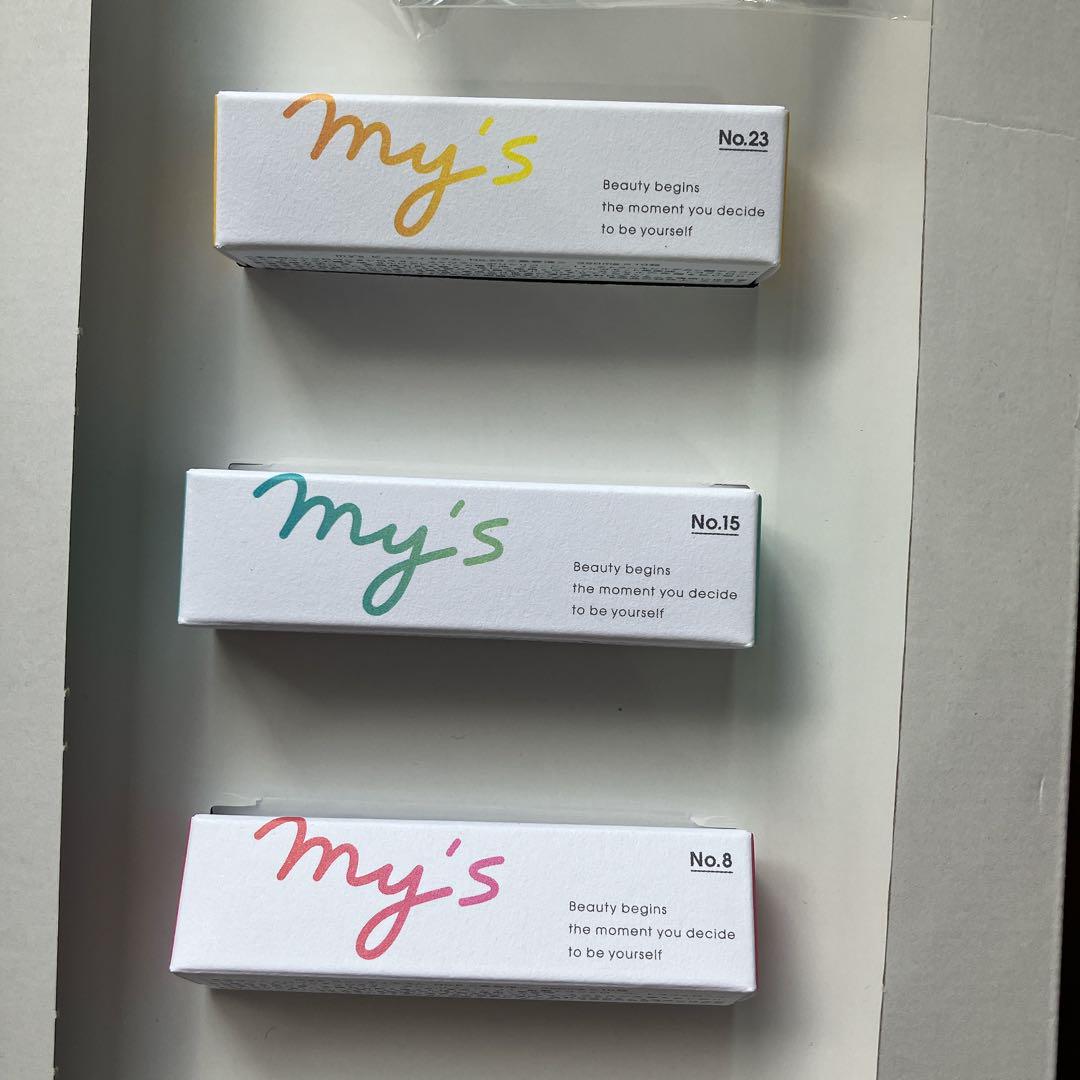 my's
No.23
Beauty begins
the moment you decide
to be yourself
my's
No.15
Beauty begins
the moment you decide
to be yourself
my's
No.8
Beauty begins
the moment you decide
to be yourself